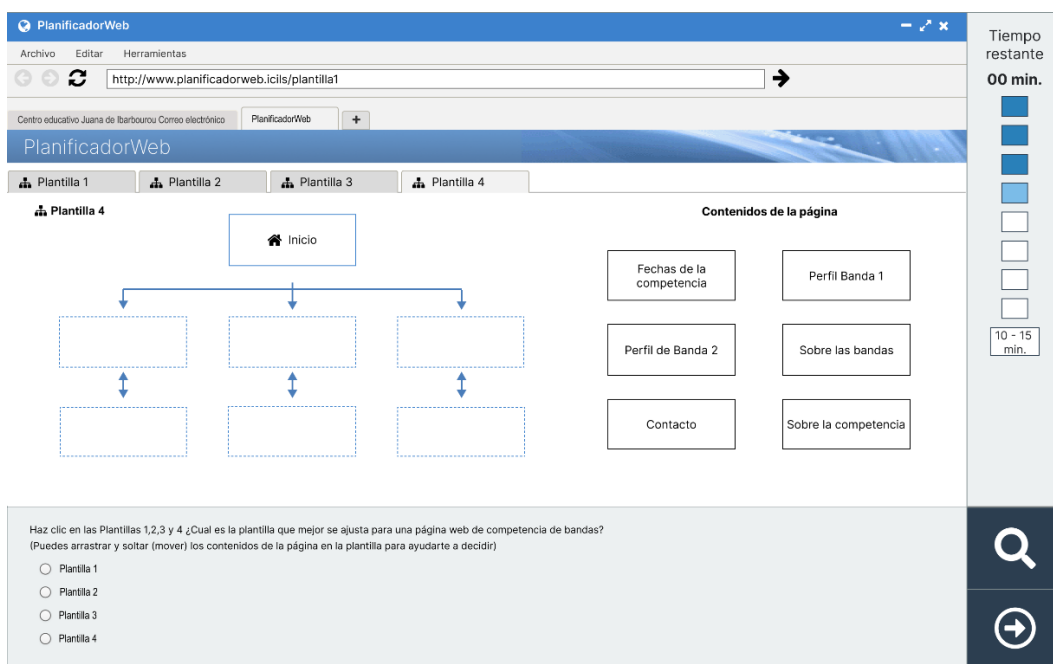 PlanificadorWeb
Archivo Editar Herramientas
http://www.planificadorweb.icils/plantilla1
Centro educativo Juana de Ibarbourou Correo electrónico PlanificadorWeb +
PlanificadorWeb
Plantilla 1 Plantilla 2 Plantilla 3 Plantilla 4
Plantilla 4
Inicio
Contenidos de la página
Fechas de la
competencia
Perfil Banda 1
Perfil de Banda 2
Sobre las bandas
Contacto
Sobre la competencia
Tiempo
restante
00 min.
10 - 15
min.
Haz clic en las Plantillas 1,2,3 y 4 ¿Cual es la plantilla que mejor se ajusta para una página web de competencia de bandas?
(Puedes arrastrar y soltar (mover) los contenidos de la página en la plantilla para ayudarte a decidir)
Plantilla 1
Plantilla 2
Plantilla 3
Plantilla 4